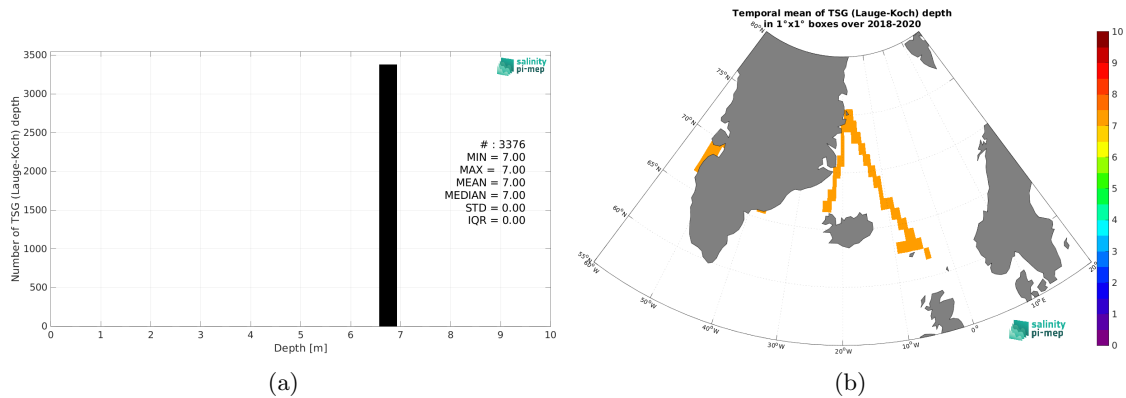 3500
3000
2500
2000
1500
1000
500
0
Number of TSG (Lauge-Koch) depth
salinity
pi-mep
# : 3376
MIN = 7.00
MAX = 7.00
MEAN = 7.00
MEDIAN = 7.00
STD = 0.00
IQR = 0.00
0 1 2 3 4 5 6 7 8 9 10
Depth [m]
(a)
Temporal mean of TSG (Lauge-Koch) depth
in 1°x1° boxes over 2018-2020
80°N
75°N
70°N
65°N
60°N
55°N
60°W
50°W
40°W
30°W
20°W
10°W
0°
10°E
salinity
pi-mep
10
9
8
7
6
5
4
3
2
1
0
(b)